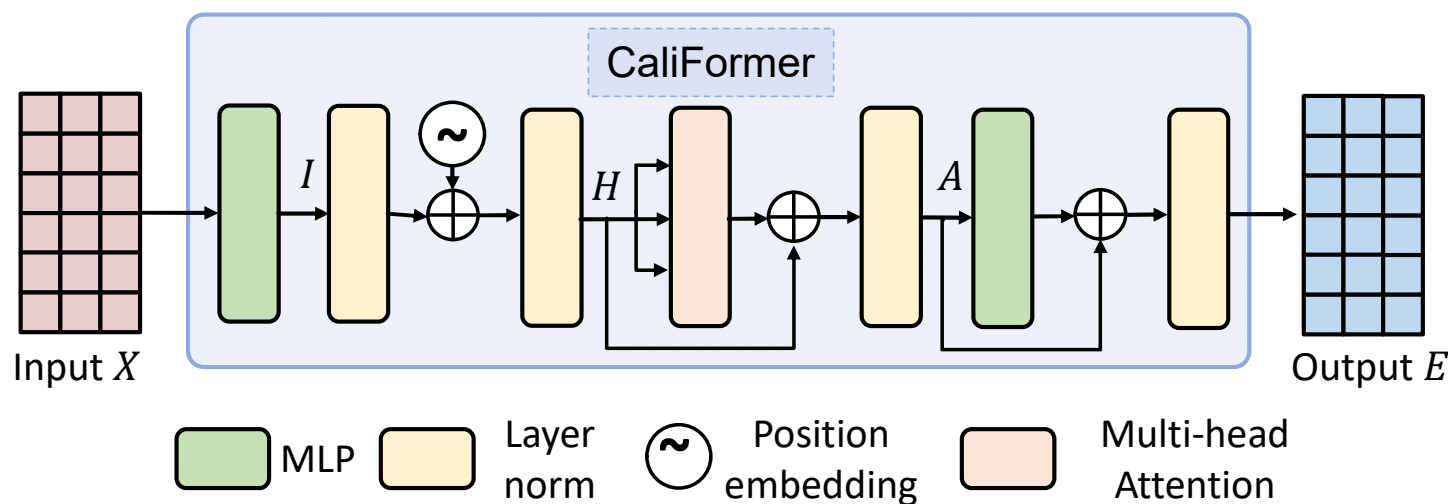 CaliFormer
I
H
A
Input X
Output E
MLP
Layer
norm
Position
embedding
Multi-head
Attention